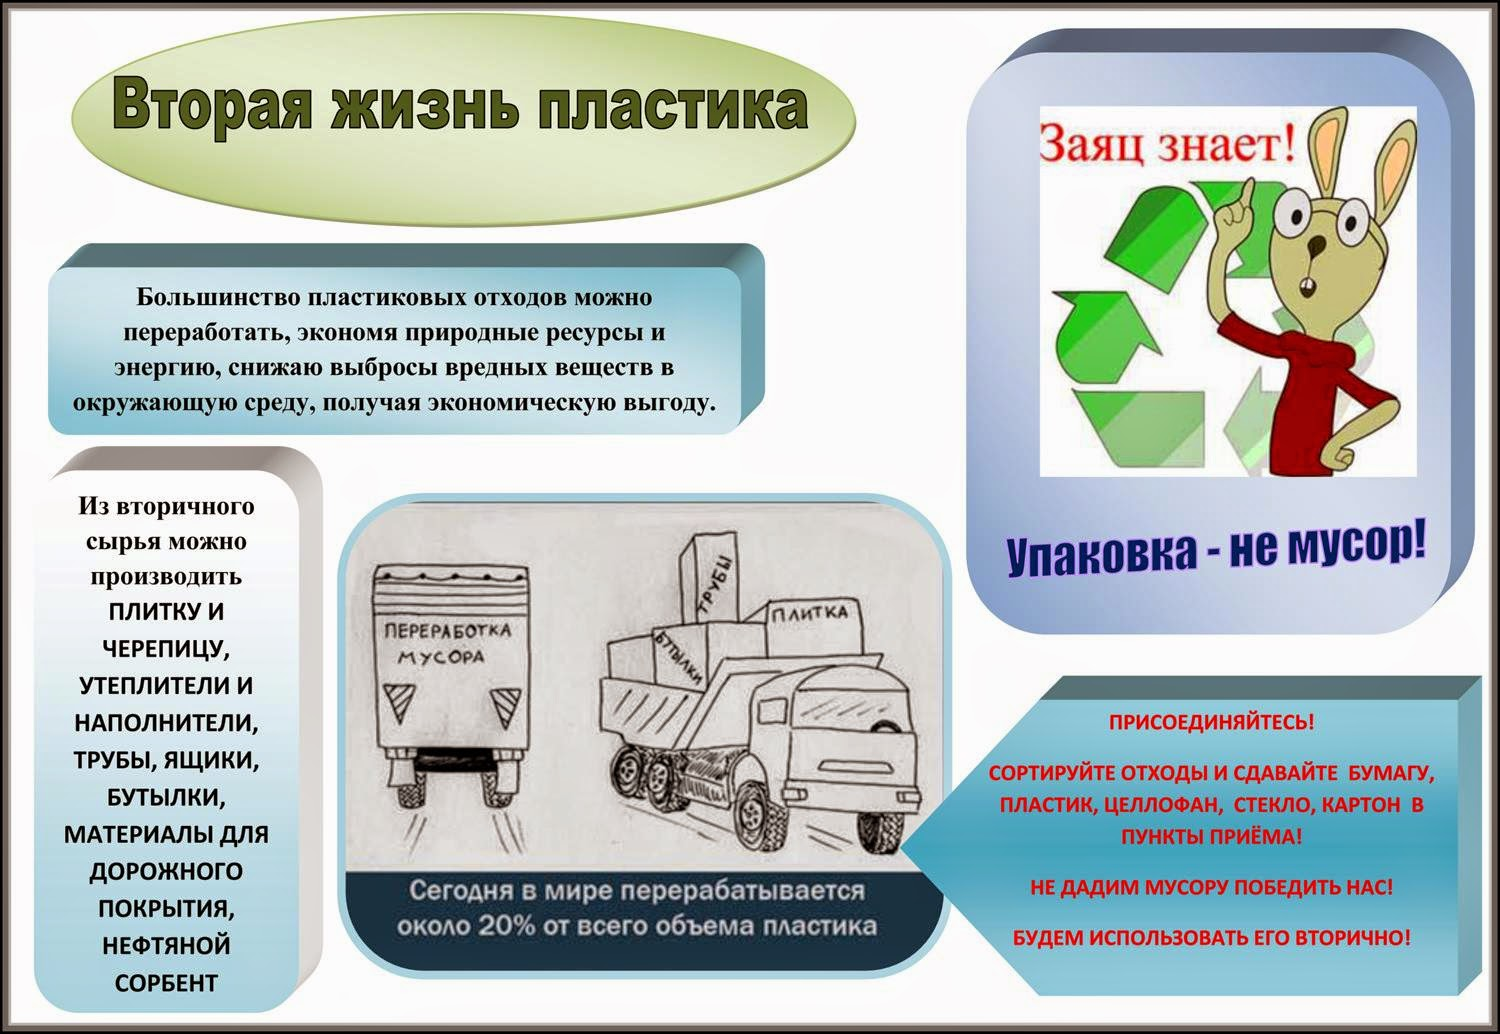 Вторая жизнь пластика
Заяц знает!
Упаковка - не мусор!
Большинство пластиковых отходов можно
переработать, экономя природные ресурсы и
энергию, снижаю выбросы вредных веществ в
окружающую среду, получая экономическую выгоду.
Из вторичного
сырья можно
производить
ПЛИТКУ И
ЧЕРЕПИЦУ,
УТЕПЛИТЕЛИ И
НАПОЛНИТЕЛИ,
ТРУБЫ, ЯЩИКИ,
БУТЫЛКИ,
МАТЕРИАЛЫ ДЛЯ
ДОРОЖНОГО
ПОКРЫТИЯ,
НЕФТЯНОЙ
СОРБЕНТ
ПЕРЕРАБОТКА
МУСОРА
ТРУБЫ
БУТЫЛКИ
ПЛИТКА
Сегодня в мире перерабатывается
около 20% от всего объема пластика
ПРИСОЕДИНЯЙТЕСЬ!
СОРТИРУЙТЕ ОТХОДЫ И СДАВАЙТЕ БУМАГУ,
ПЛАСТИК, ЦЕЛЛОФАН, СТЕКЛО, КАРТОН В
ПУНКТЫ ПРИЁМА!
НЕ ДАДИМ МУСОРУ ПОБЕДИТЬ НАС!
БУДЕМ ИСПОЛЬЗОВАТЬ ЕГО ВТОРИЧНО!